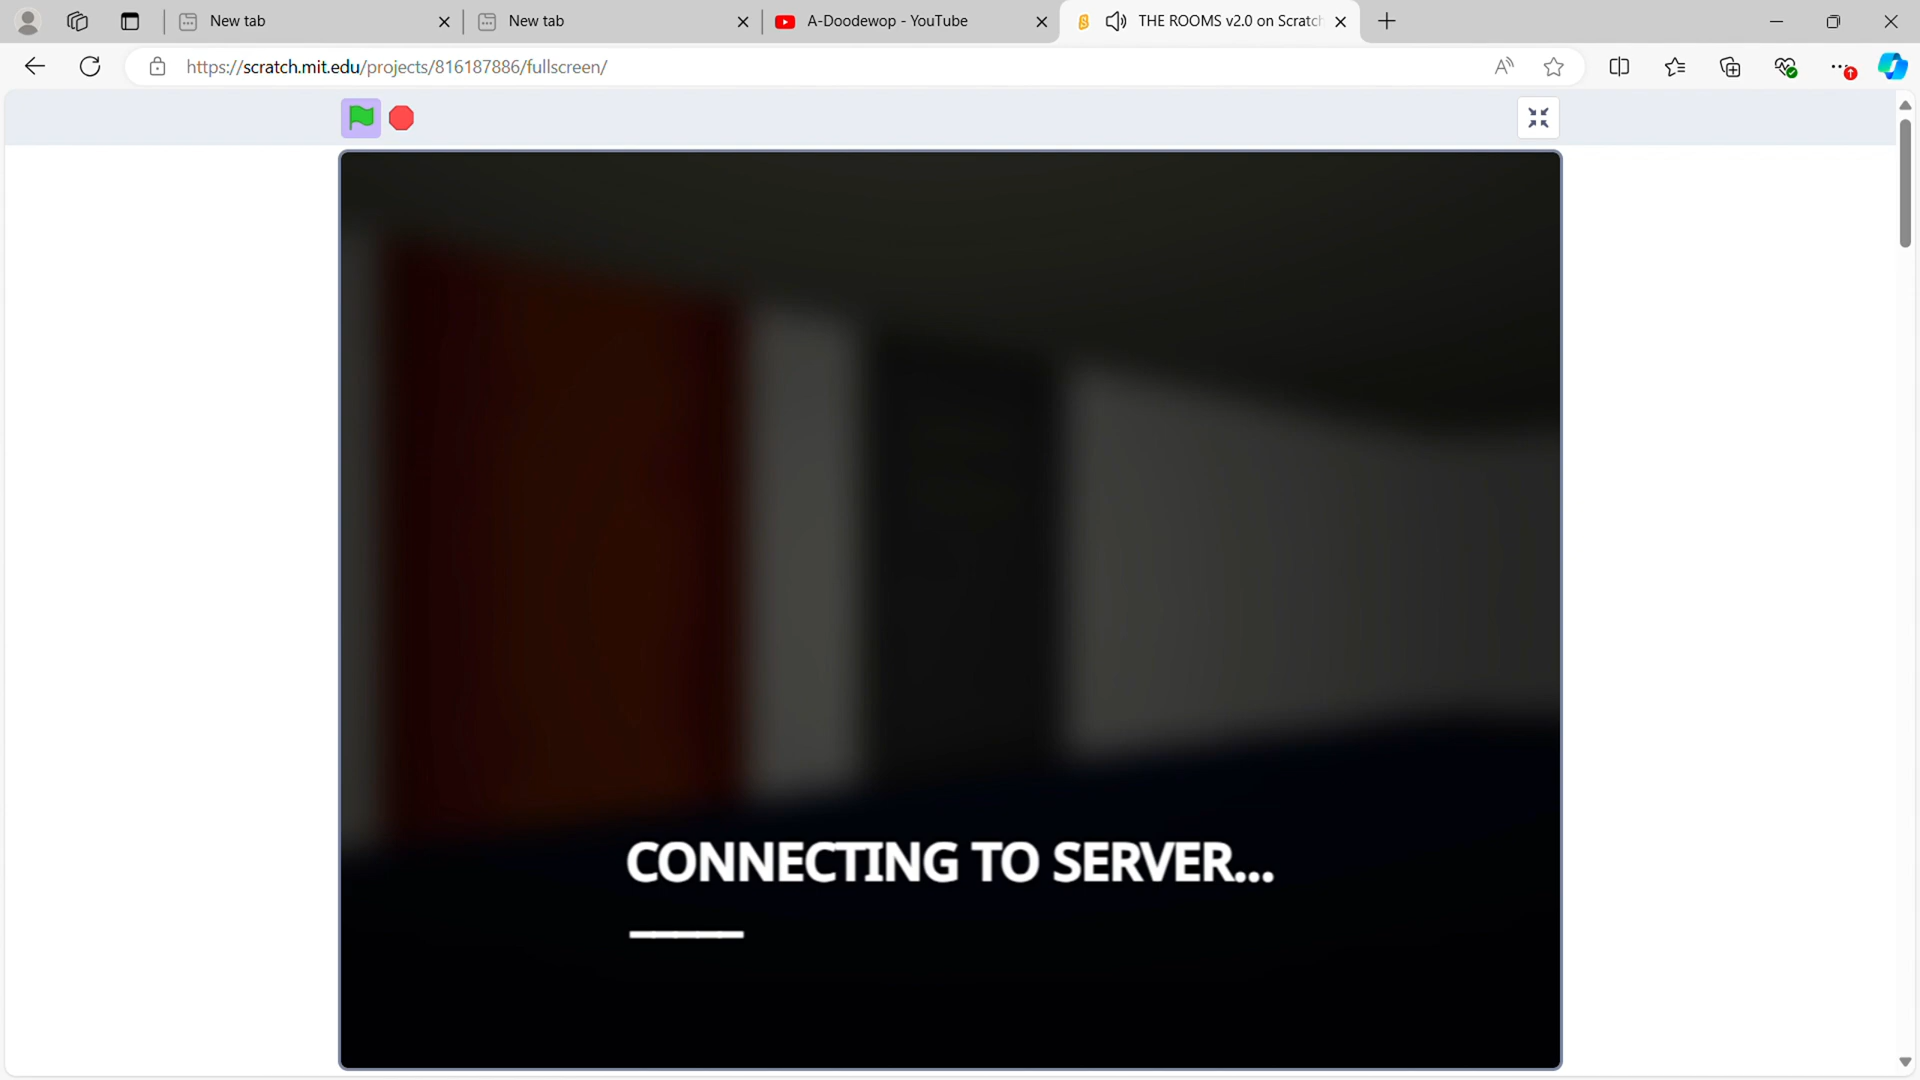 New tab
New tab
A-Doodewop - YouTube
THE ROOMS v2.0 on Scratch
https://scratch.mit.edu/projects/816187886/fullscreen/
CONNECTING TO SERVER...